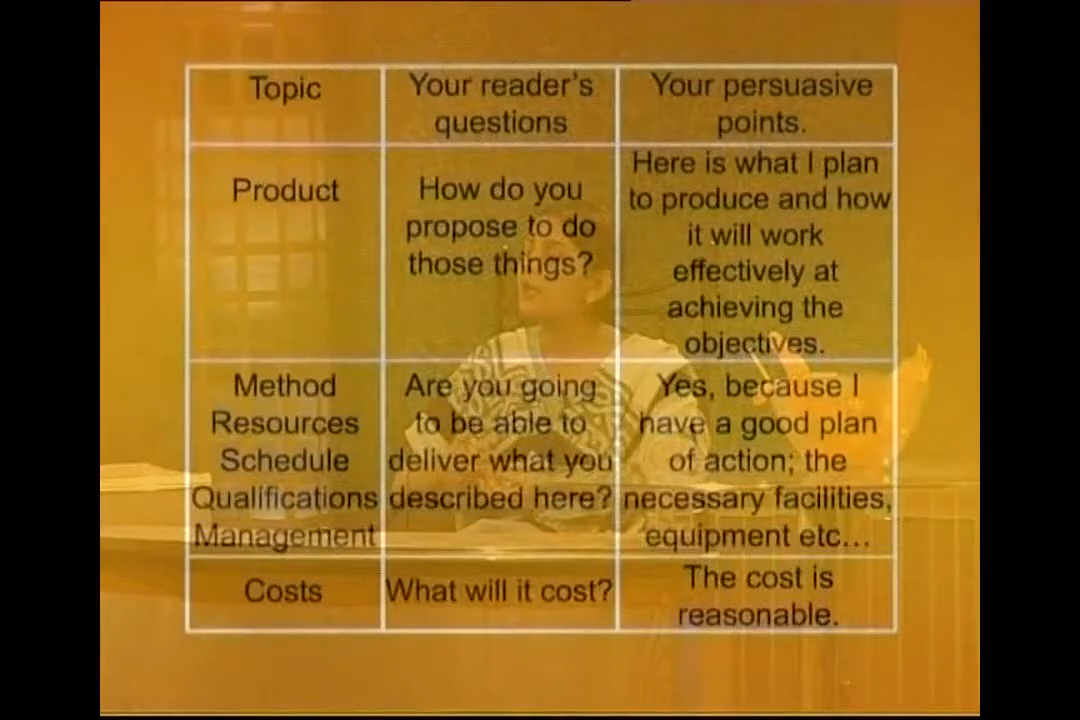 Topic
Your reader's
questions
Your persuasive
points.
Product
How do you
propose to do
those things?
Here is what I plan
to produce and how
it will work
effectively at
achieving the
objectives.
Method
Resources
Schedule
Qualifications
Management
Are you going
to be able to
deliver what you
described here?
Yes, because I
have a good plan
of action; the
necessary facilities,
equipment etc...
Costs
What will it cost?
The cost is
reasonable.